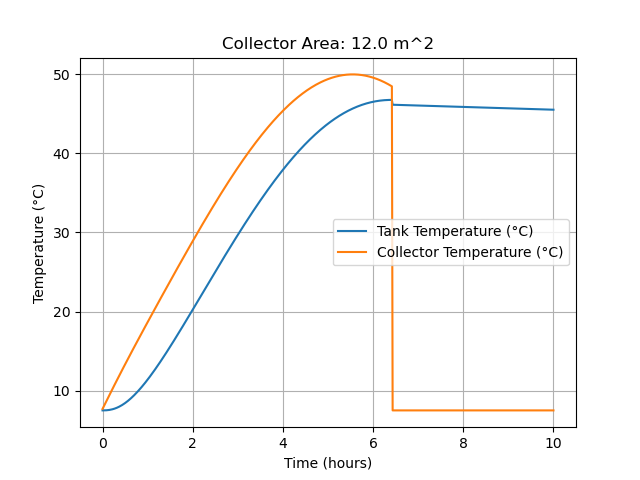 Collector Area: 12.0 m^2
50
40
30
20
10
Temperature (°C)
Tank Temperature (°C)
Collector Temperature (°C)
0 2 4 6 8 10
Time (hours)